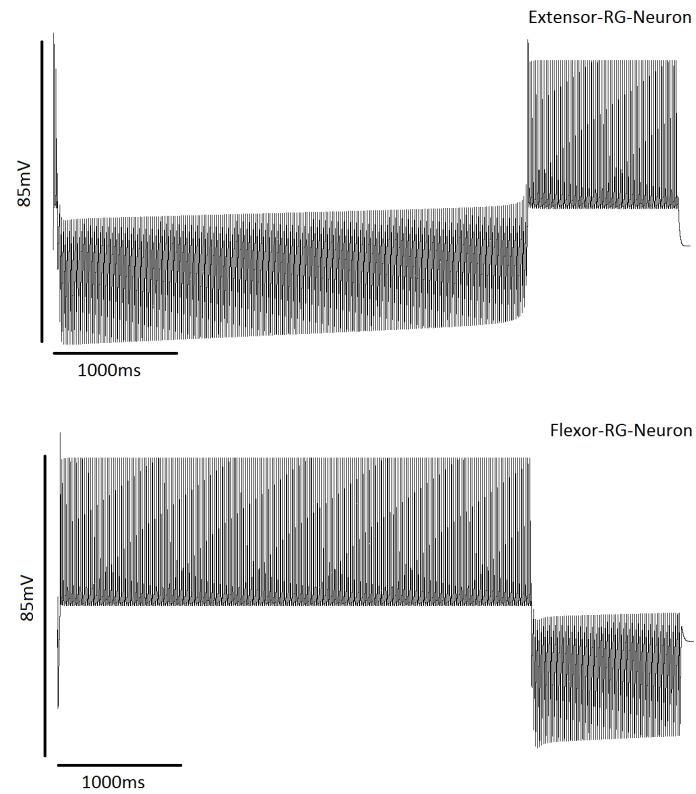 Extensor-RG-Neuron
85mV
1000ms
Flexor-RG-Neuron
85mV
1000ms